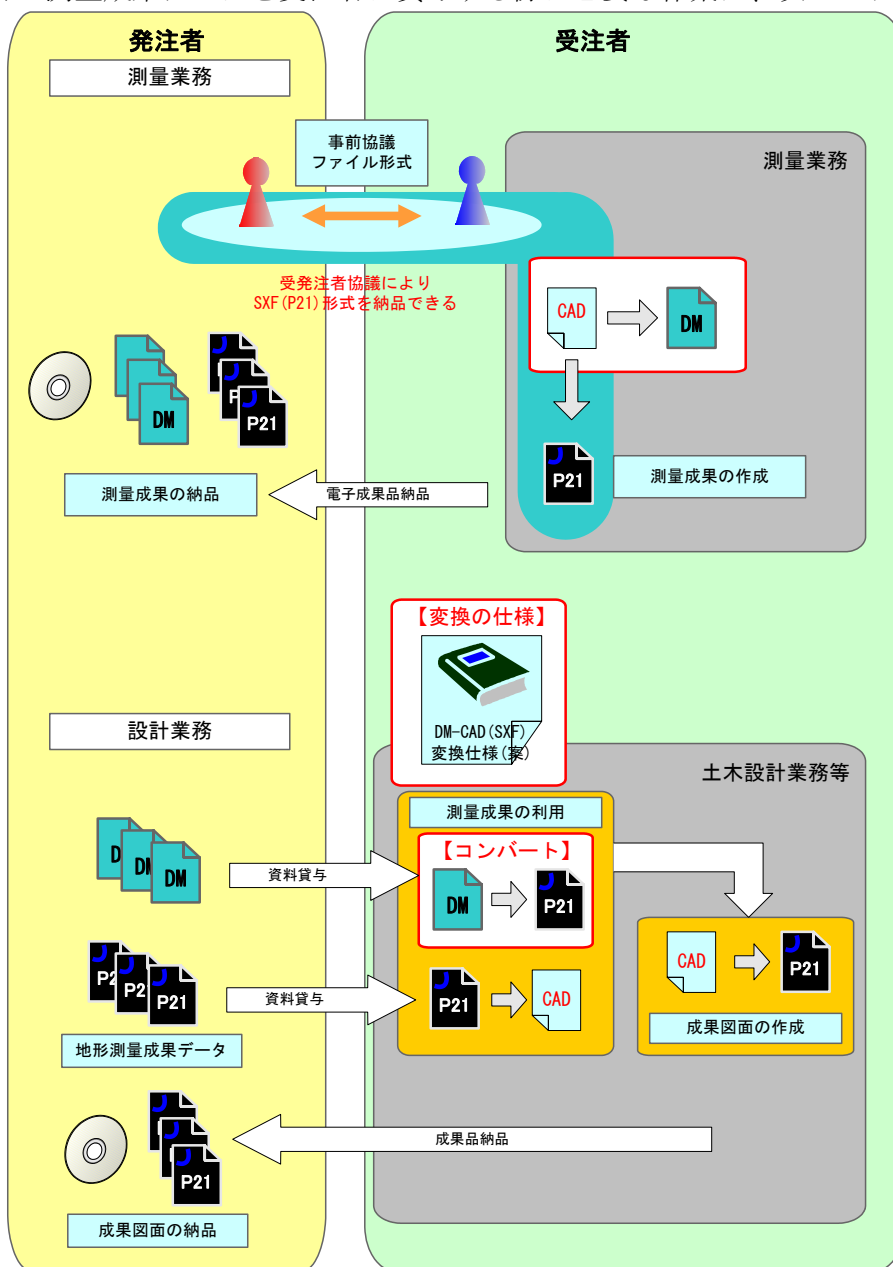 発注者
受注者
測量業務
事前協議
ファイル形式
測量業務
受発注者協議により
SXF(P21)形式を納品できる
CAD
DM
DM
P
P21
P21
測量成果の作成
測量成果の納品
電子成果品納品
【変換の仕様】
DM-CAD(SXF)
変換仕様(案)
設計業務
土木設計業務等
測量成果の利用
【コンバート】
D
DM
DM
資料貸与
DM
P21
CAD
P21
P2
P21
P21
資料貸与
P21
CAD
成果図面の作成
地形測量成果データ
P21
成果品納品
成果図面の納品